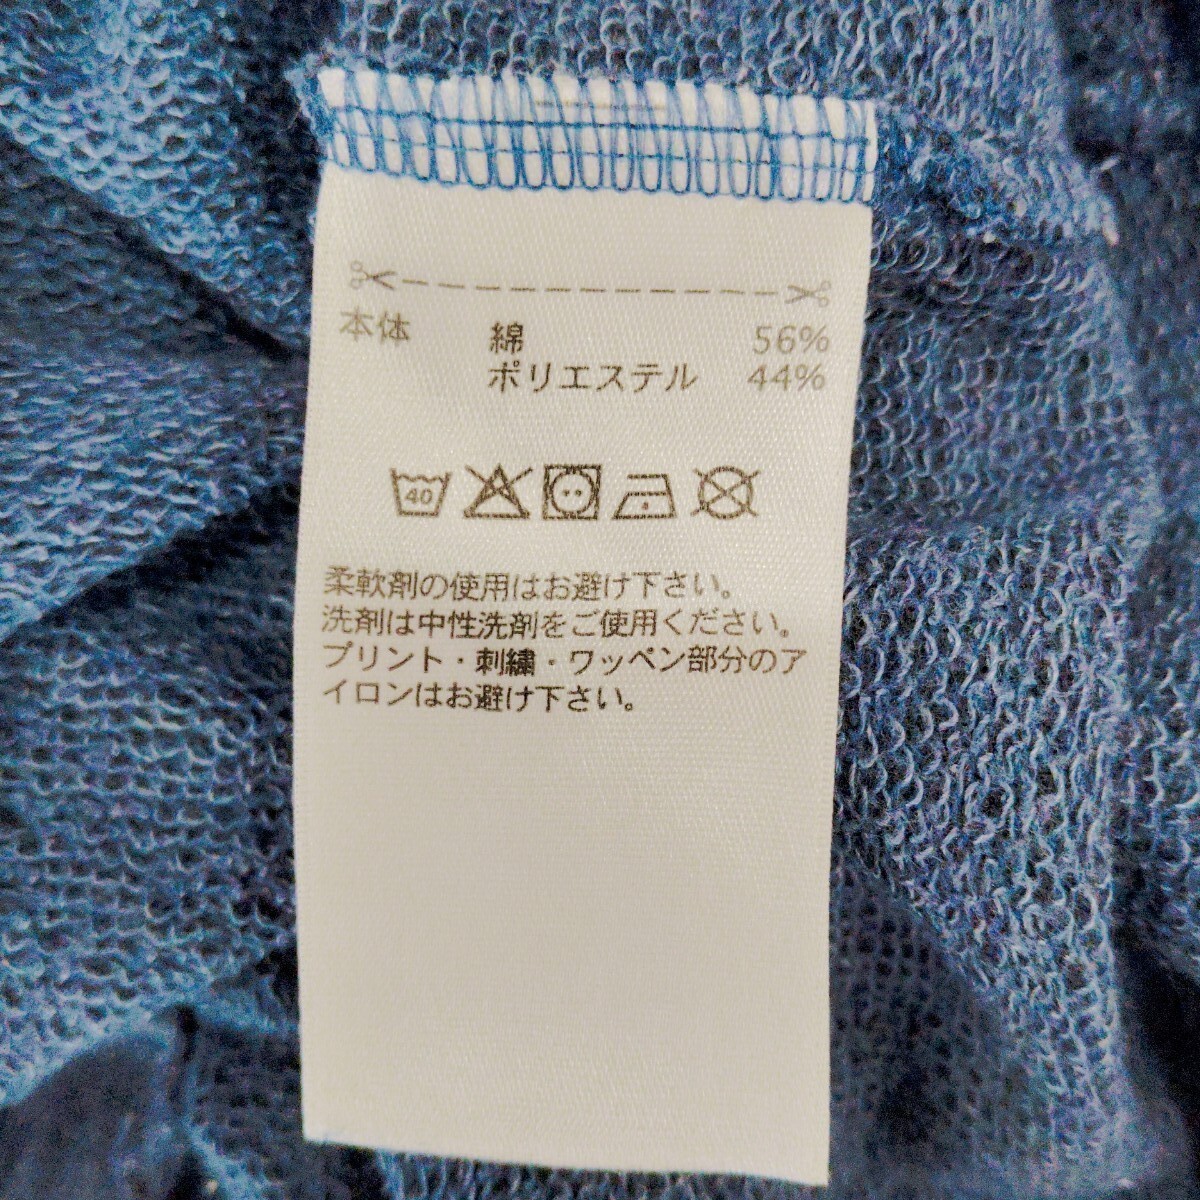 本体 綿 56%
ポリエステル 44%
40
柔軟剤の使用はお避け下さい。
洗剤は中性洗剤をご使用ください。
プリント・刺繍・ワッペン部分のア
イロンはお避け下さい。